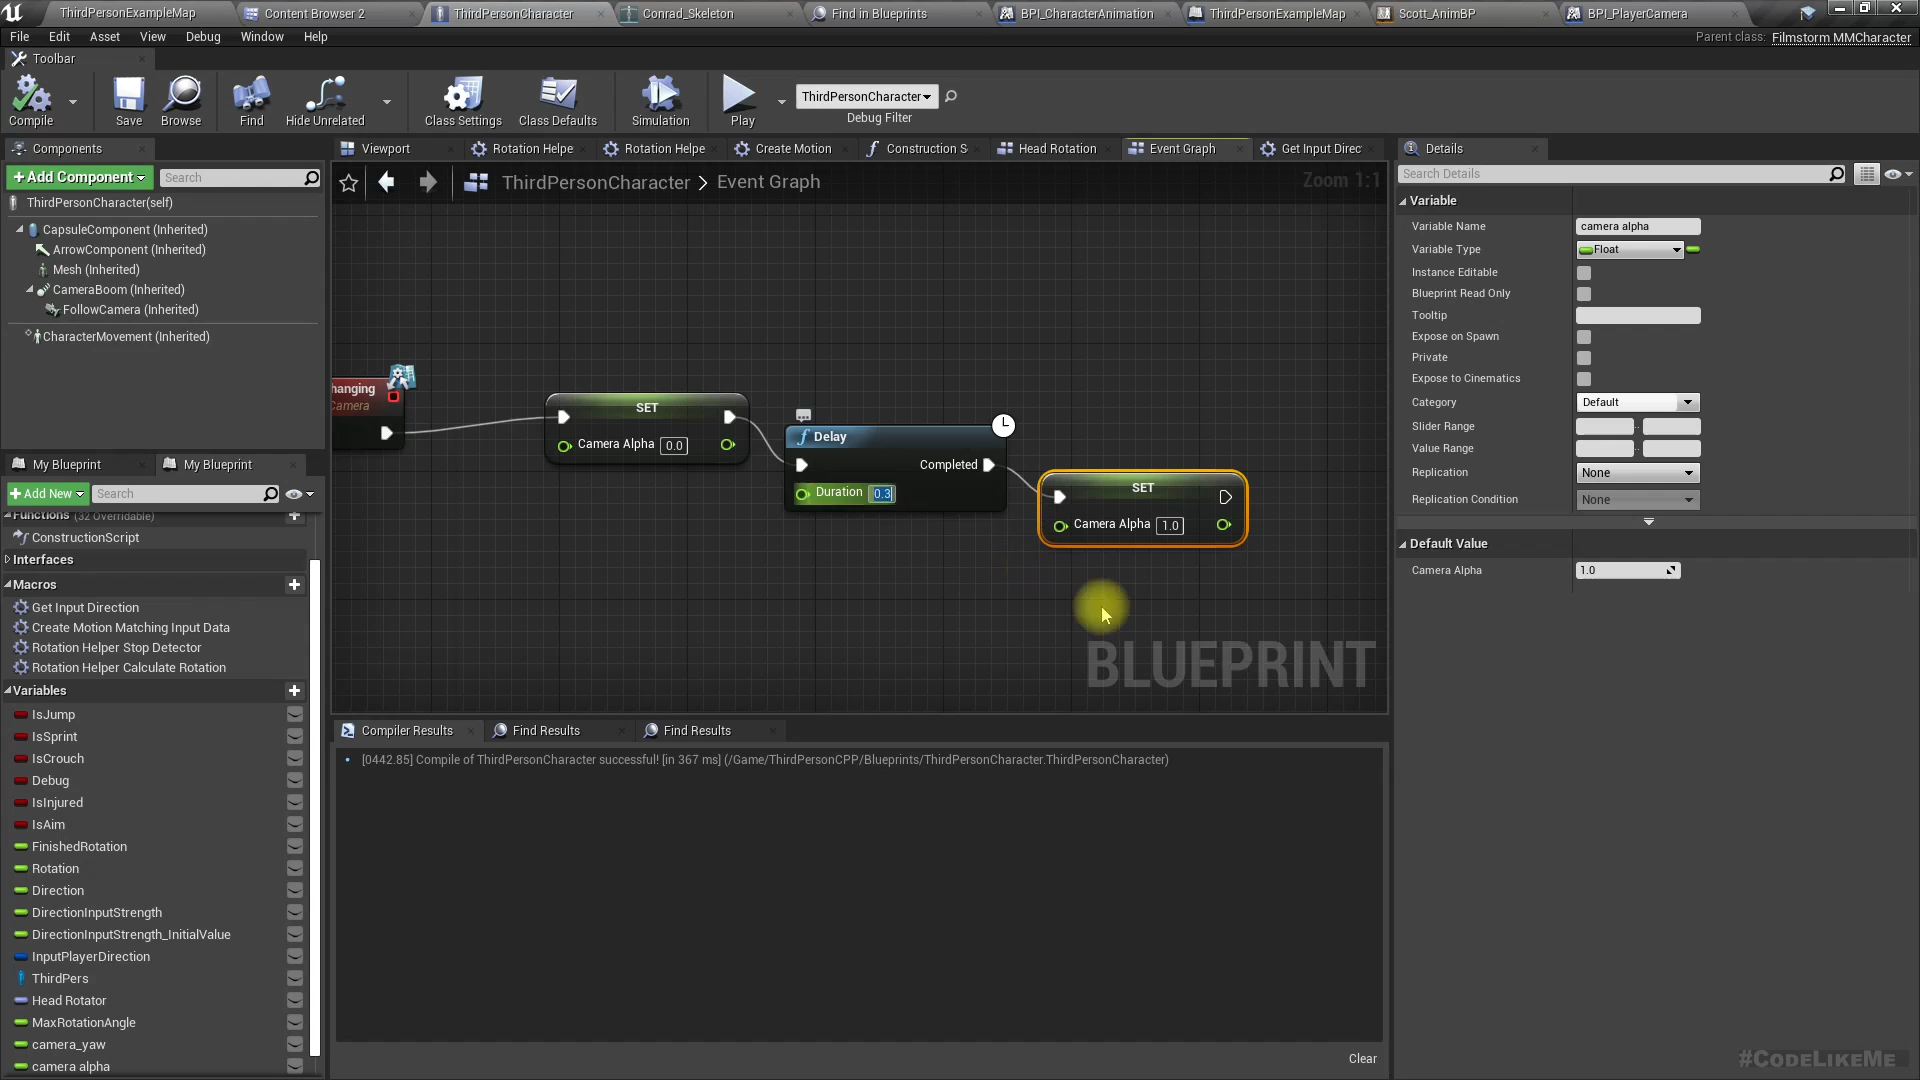 ThirdPersonExampleMap
Content Browser 2
ThirdPersonCharacter
Conrad_Skeleton
Find in Blueprints
BPI_CharacterAnimation
ThirdPersonExampleMap
Scott_AnimBP
BPI_PlayerCamera
File Edit Asset View Debug Window Help
Parent class: Filmstorm MMCharacter
Toolbar
Compile
Save
Browse
Find
Hide Unrelated
Class Settings
Class Defaults
Simulation
Play
ThirdPersonCharacter
Debug Filter
Components
+Add Component
Search
ThirdPersonCharacter(self)
CapsuleComponent (Inherited)
ArrowComponent (Inherited)
Mesh (Inherited)
CameraBoom (Inherited)
FollowCamera (Inherited)
CharacterMovement (Inherited)
My Blueprint
My Blueprint
+Add New
Search
Functions (32 Overridable)
ConstructionScript
Interfaces
Macros
Get Input Direction
Create Motion Matching Input Data
Rotation Helper Stop Detector
Rotation Helper Calculate Rotation
Variables
IsJump
IsSprint
IsCrouch
Debug
IsInjured
IsAim
FinishedRotation
Rotation
Direction
DirectionInputStrength
DirectionInputStrength_InitialValue
InputPlayerDirection
ThirdPers
Head Rotator
MaxRotationAngle
camera_yaw
camera alpha
Viewport
Rotation Helpe
Rotation Helpe
Create Motion
Construction S
Head Rotation
Event Graph
Get Input Direc
ThirdPersonCharacter > Event Graph
Zoom 1:1
hanging
Camera
SET
Camera Alpha 0.0
Delay
Completed
Duration 0.3
SET
Camera Alpha 1.0
BLUEPRINT
Compiler Results
Find Results
Find Results
[0442.85] Compile of ThirdPersonCharacter successful! [in 367 ms] (/Game/ThirdPersonCPP/Blueprints/ThirdPersonCharacter.ThirdPersonCharacter)
Clear
Details
Search Details
Variable
Variable Name camera alpha
Variable Type Float
Instance Editable
Blueprint Read Only
Tooltip
Expose on Spawn
Private
Expose to Cinematics
Category Default
Slider Range
Value Range
Replication None
Replication Condition None
Default Value
Camera Alpha 1.0
#CodeLikeMe